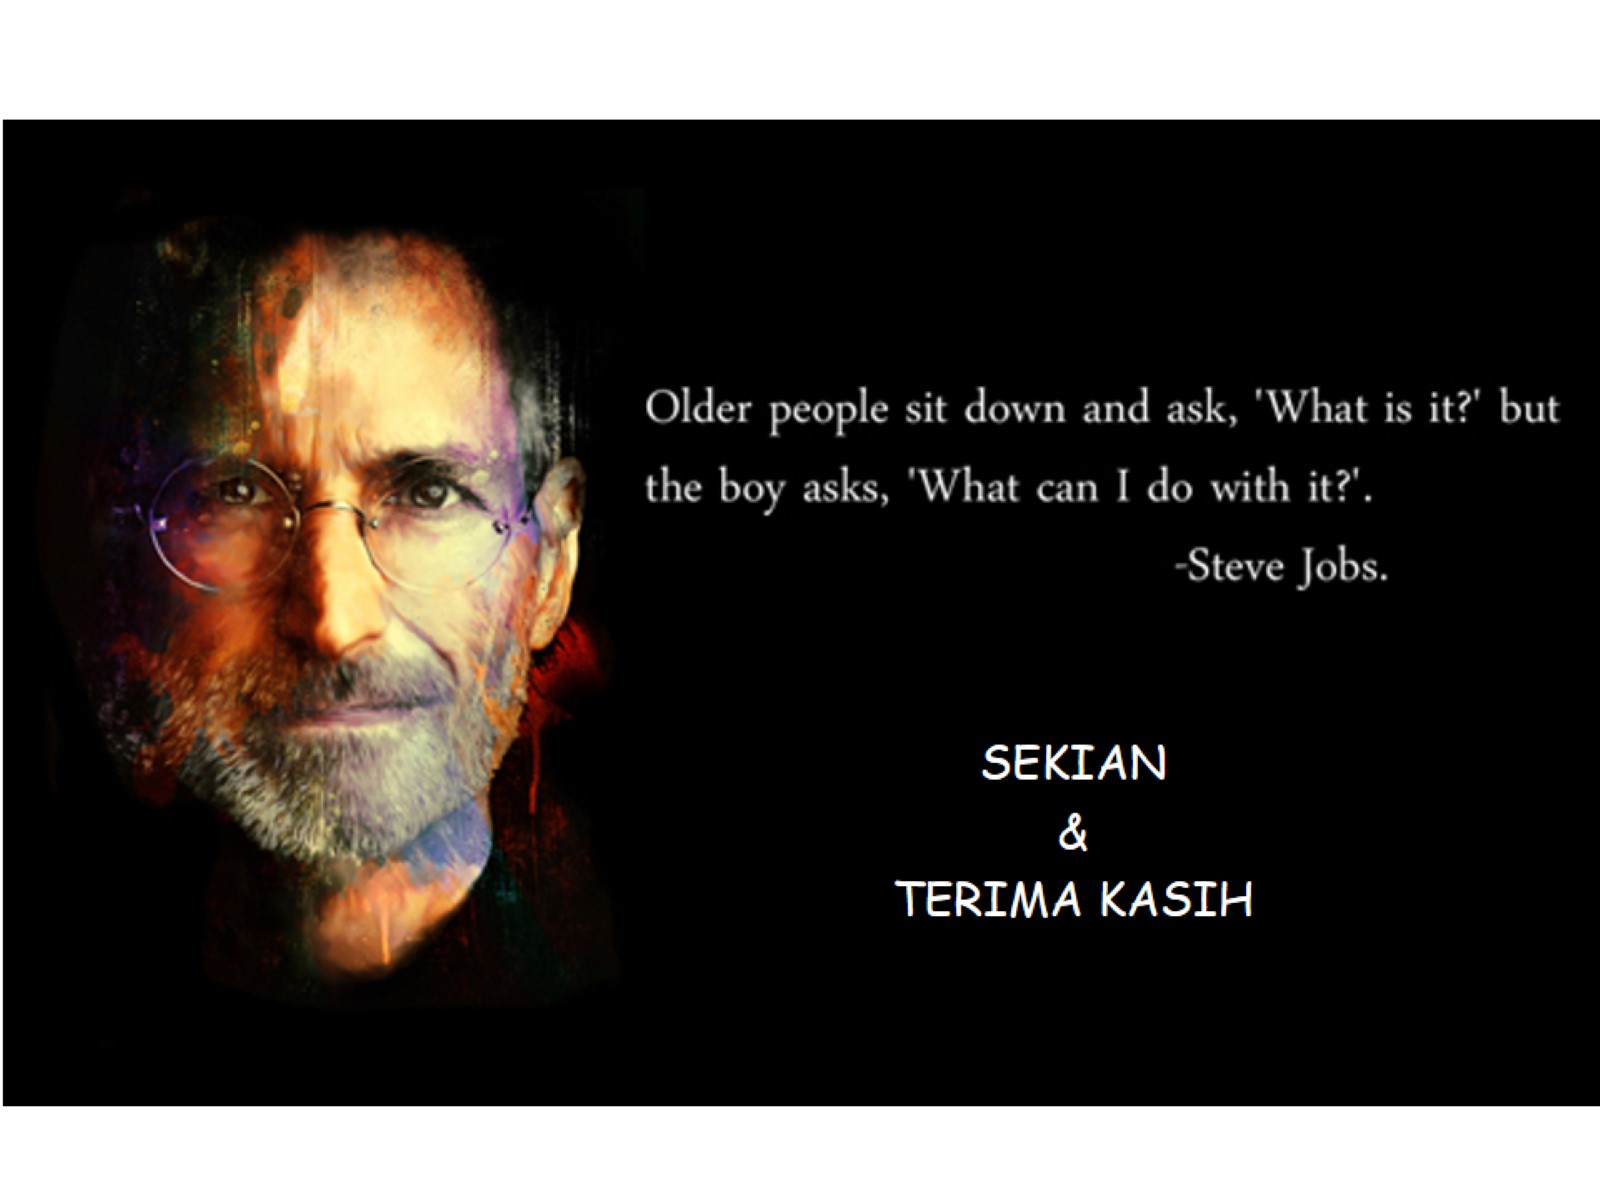 Older people sit down and ask, 'What is it?' but
the boy asks, 'What can I do with it?'.
-Steve Jobs.
SEKIAN
&
TERIMA KASIH